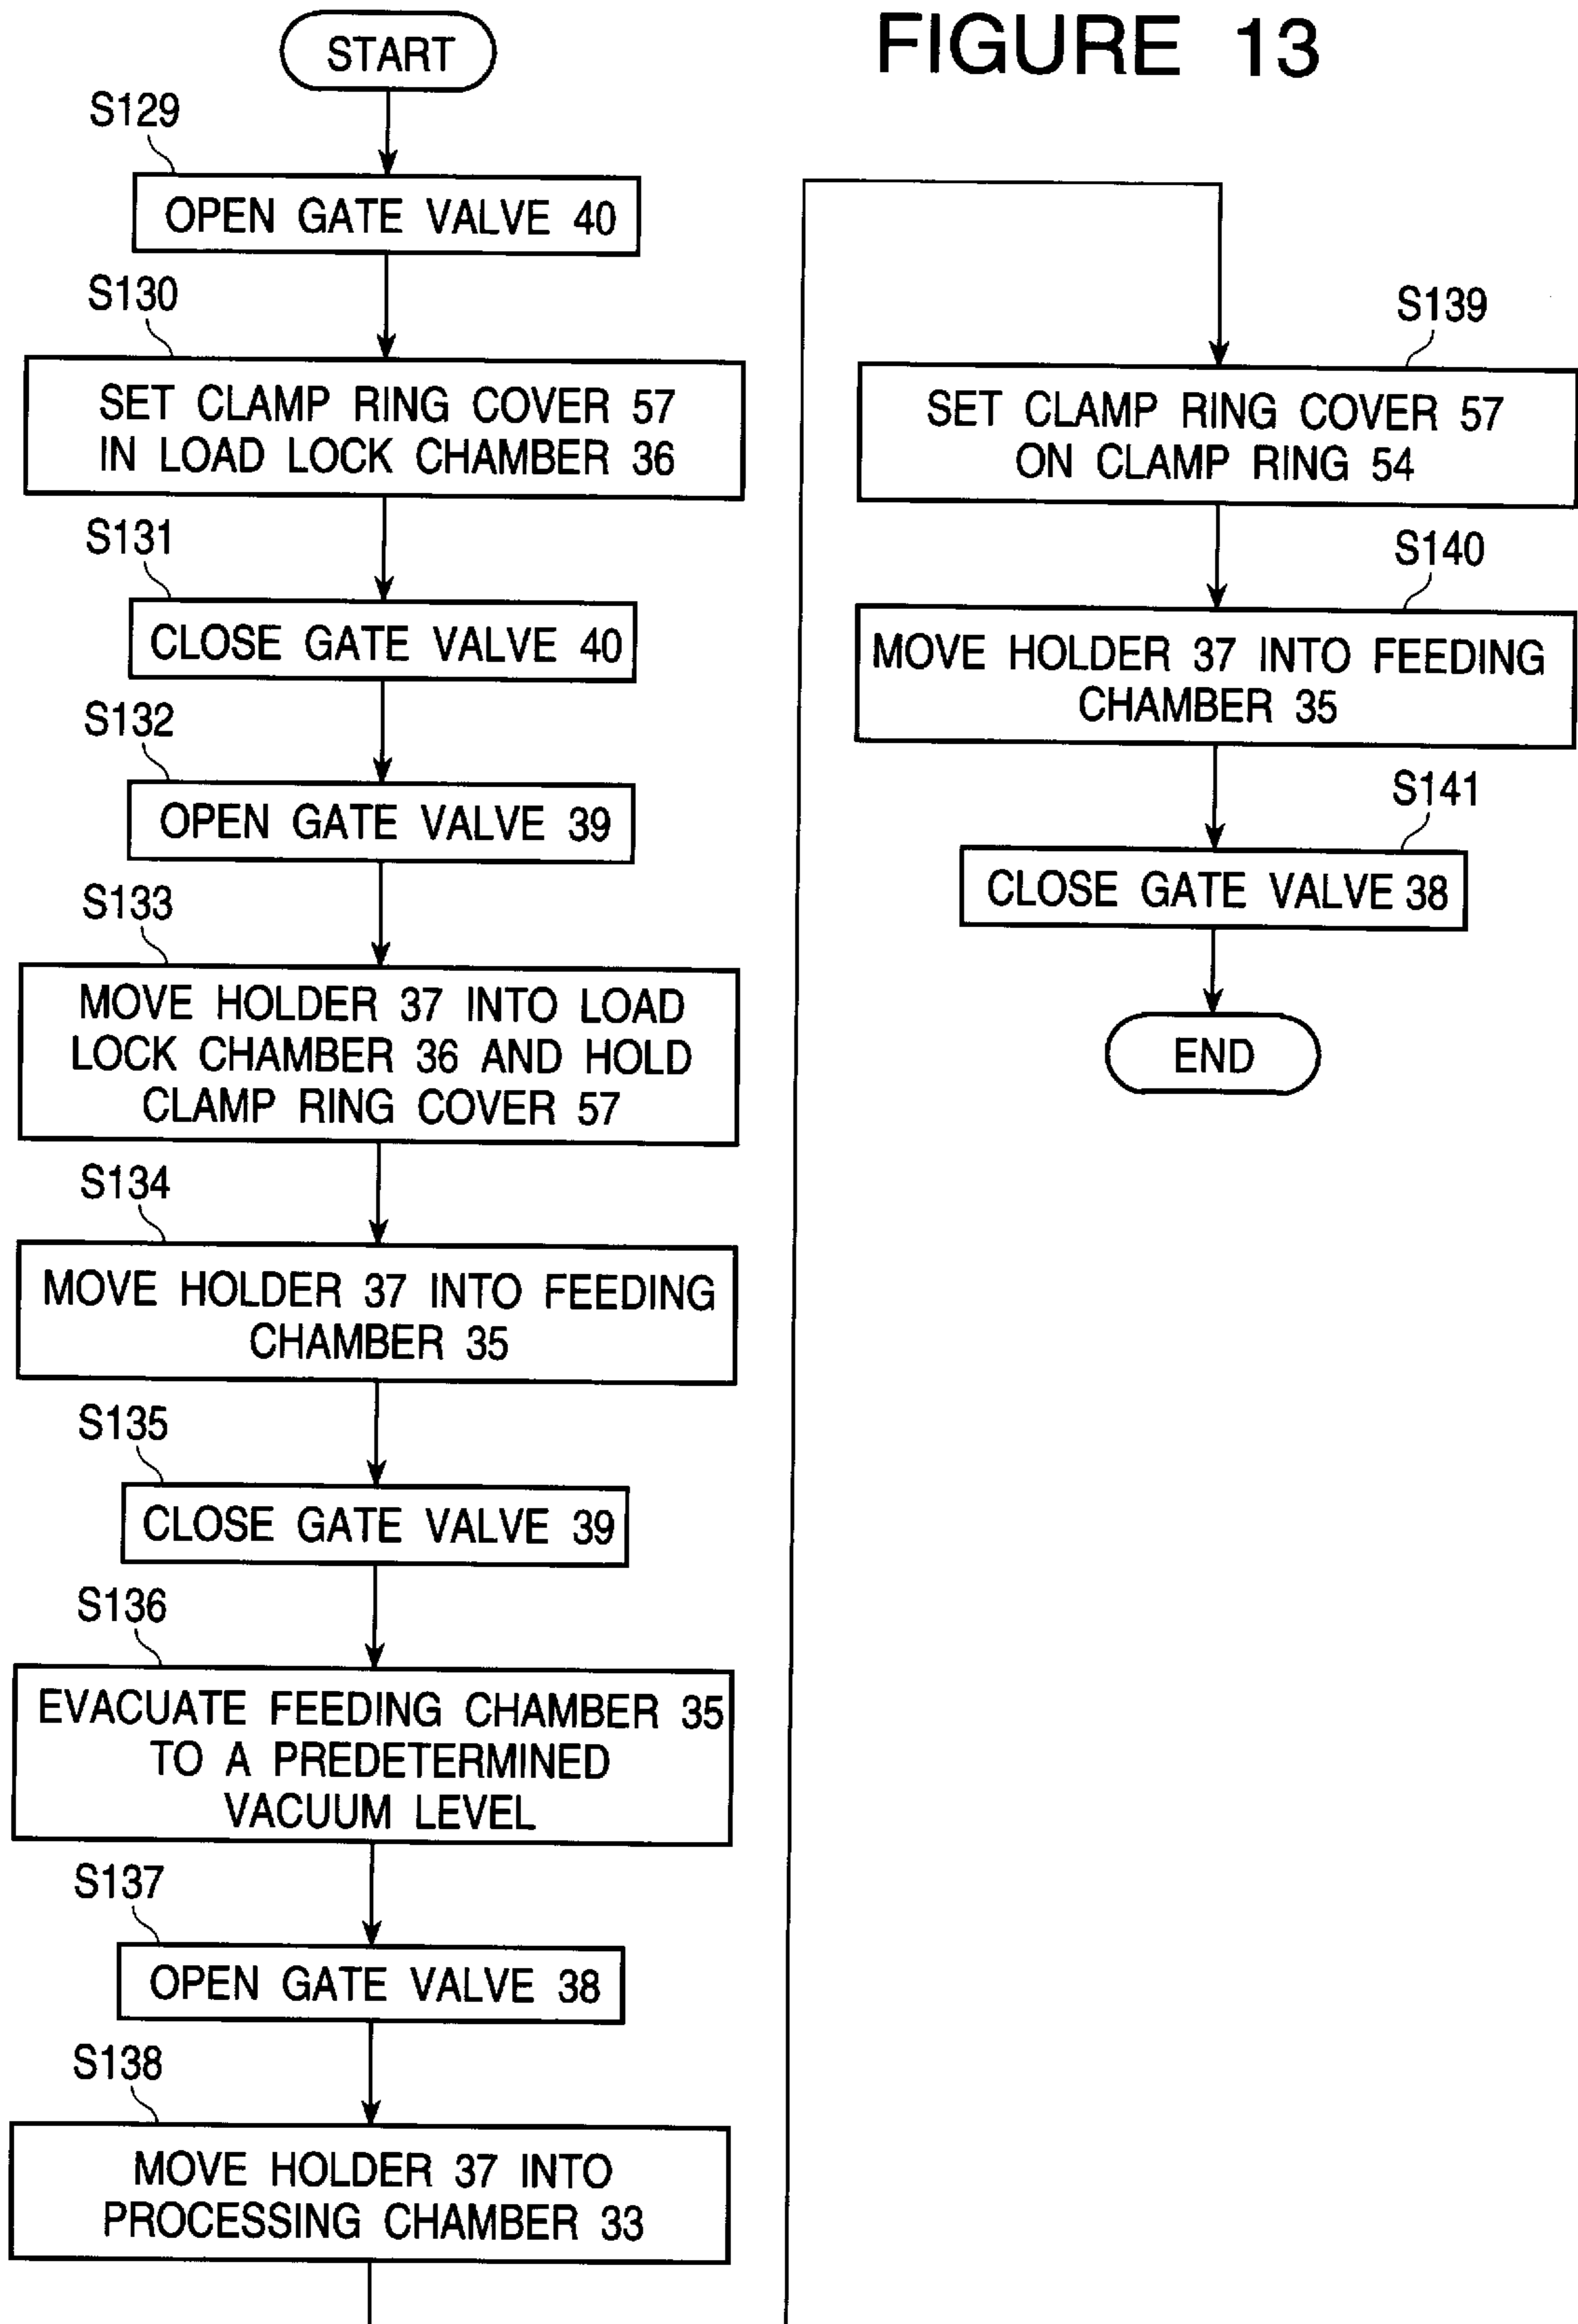 FIGURE 13
START
S129
OPEN GATE VALVE 40
S130
SET CLAMP RING COVER 57
IN LOAD LOCK CHAMBER 36
S131
CLOSE GATE VALVE 40
S132
OPEN GATE VALVE 39
S133
MOVE HOLDER 37 INTO LOAD
LOCK CHAMBER 36 AND HOLD
CLAMP RING COVER 57
S134
MOVE HOLDER 37 INTO FEEDING
CHAMBER 35
S135
CLOSE GATE VALVE 39
S136
EVACUATE FEEDING CHAMBER 35
TO A PREDETERMINED
VACUUM LEVEL
S137
OPEN GATE VALVE 38
S138
MOVE HOLDER 37 INTO
PROCESSING CHAMBER 33
S139
SET CLAMP RING COVER 57
ON CLAMP RING 54
S140
MOVE HOLDER 37 INTO FEEDING
CHAMBER 35
S141
CLOSE GATE VALVE 38
END